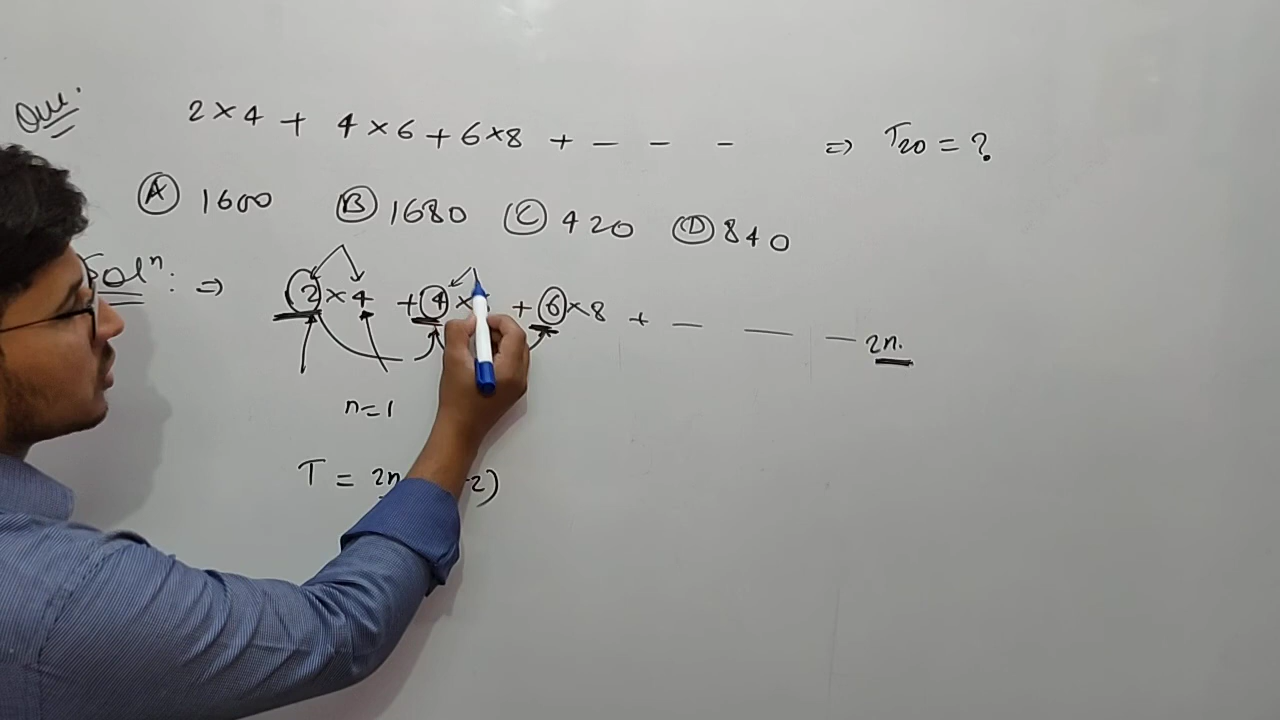 Que.
2 × 4 + 4 × 6 + 6 × 8 + — — — ⇒ T20 = ?
Ⓐ 1600 Ⓑ 1680 Ⓒ 420 Ⓓ 840
Solⁿ: ⇒ 2 × 4 + 4 × + 6 × 8 + — — — 2n.
n = 1
T = 2n 2)